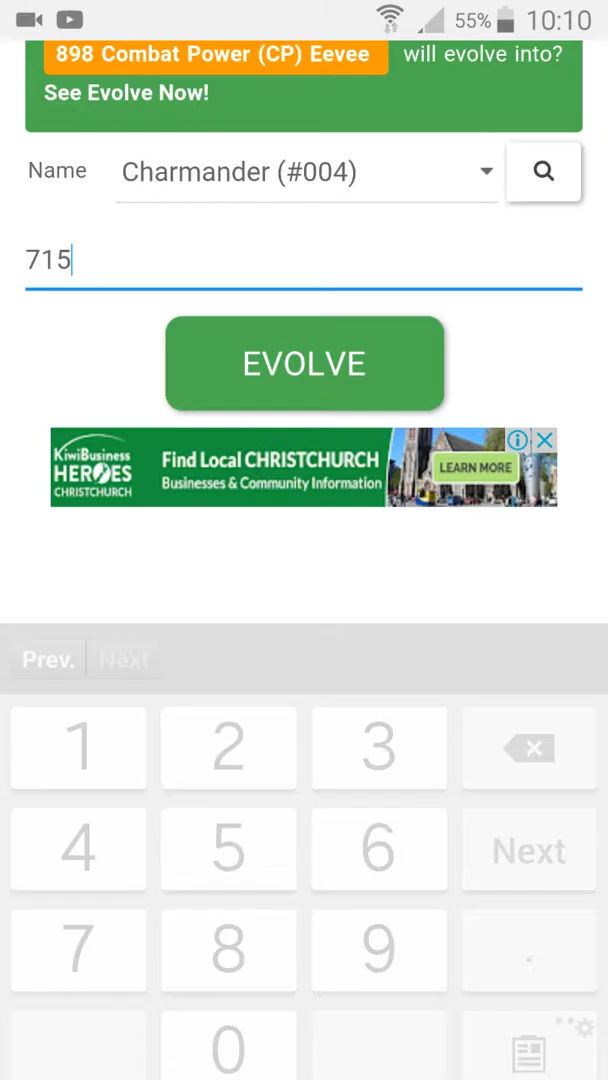 55% 10:10
898 Combat Power (CP) Eevee will evolve into?
See Evolve Now!
Name Charmander (#004)
715
EVOLVE
KiwiBusiness
HEROES
CHRISTCHURCH
Find Local CHRISTCHURCH
Businesses & Community Information
LEARN MORE
Prev. Next
1 2 3
4 5 6 Next
7 8 9 .
0